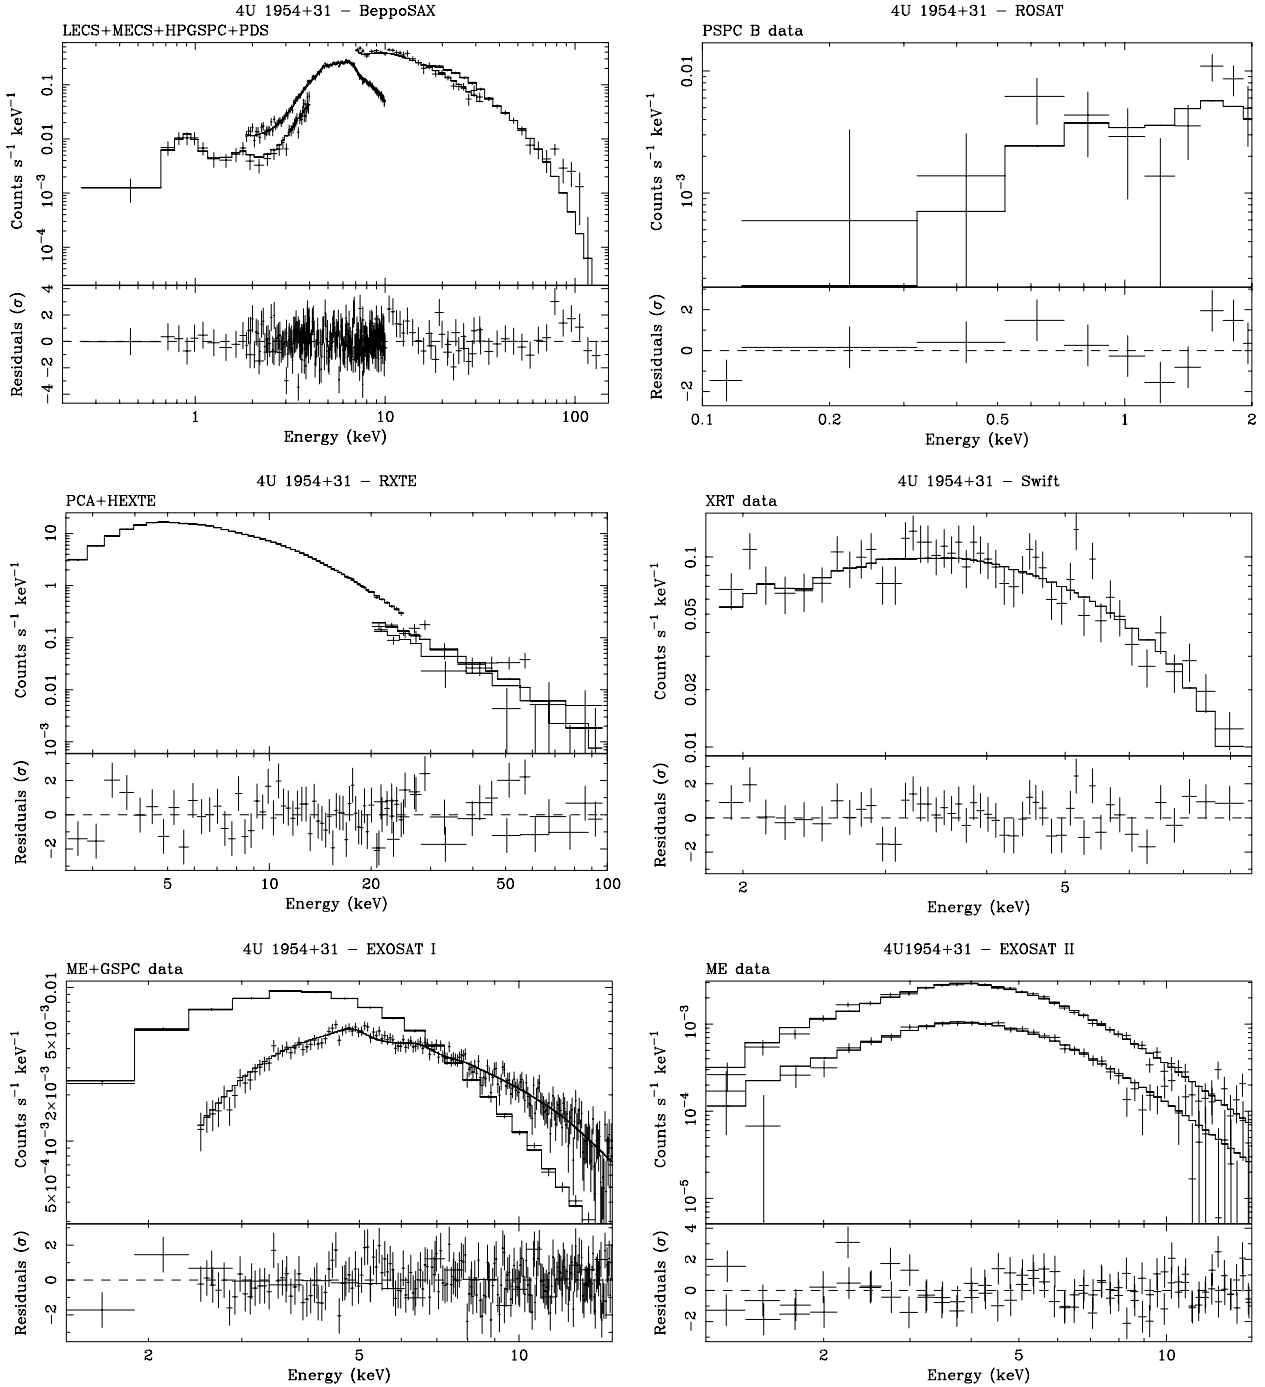 4U 1954+31 – BeppoSAX
LECS+MECS+HPGSPC+PDS
Counts s⁻¹ keV⁻¹
0.1
0.01
10⁻³
10⁻⁴
Residuals (σ)
4
2
0
−2
−4
1
10
100
Energy (keV)
4U 1954+31 – ROSAT
PSPC B data
Counts s⁻¹ keV⁻¹
0.01
10⁻³
Residuals (σ)
2
0
−2
0.1
0.2
0.5
1
2
Energy (keV)
4U 1954+31 – RXTE
PCA+HEXTE
Counts s⁻¹ keV⁻¹
10
1
0.1
0.01
10⁻³
Residuals (σ)
2
0
−2
5
10
20
50
100
Energy (keV)
4U 1954+31 – Swift
XRT data
Counts s⁻¹ keV⁻¹
0.1
0.05
0.02
0.01
Residuals (σ)
2
0
−2
2
5
Energy (keV)
4U 1954+31 – EXOSAT I
ME+GSPC data
Counts s⁻¹ keV⁻¹
0.01
5×10⁻³
2×10⁻³
10⁻³
5×10⁻⁴
Residuals (σ)
2
0
−2
2
5
10
Energy (keV)
4U1954+31 – EXOSAT II
ME data
Counts s⁻¹ keV⁻¹
10⁻³
10⁻⁴
10⁻⁵
Residuals (σ)
4
2
0
−2
2
5
10
Energy (keV)